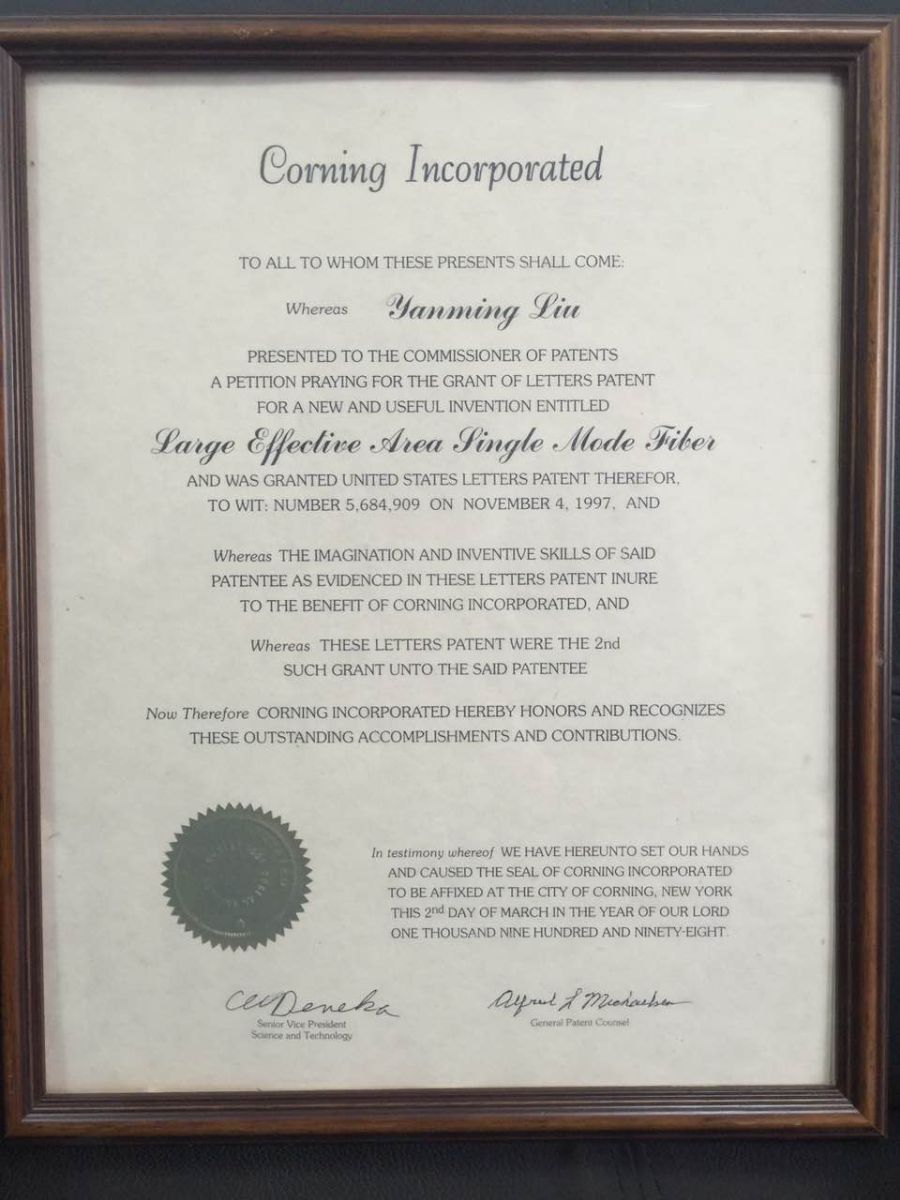 Corning Incorporated
TO ALL TO WHOM THESE PRESENTS SHALL COME:
Whereas Yanming Liu
PRESENTED TO THE COMMISSIONER OF PATENTS
A PETITION PRAYING FOR THE GRANT OF LETTERS PATENT
FOR A NEW AND USEFUL INVENTION ENTITLED
Large Effective Area Single Mode Fiber
AND WAS GRANTED UNITED STATES LETTERS PATENT THEREFOR,
TO WIT: NUMBER 5,684,909 ON NOVEMBER 4, 1997, AND
Whereas THE IMAGINATION AND INVENTIVE SKILLS OF SAID
PATENTEE AS EVIDENCED IN THESE LETTERS PATENT INURE
TO THE BENEFIT OF CORNING INCORPORATED, AND
Whereas THESE LETTERS PATENT WERE THE 2nd
SUCH GRANT UNTO THE SAID PATENTEE
Now Therefore CORNING INCORPORATED HEREBY HONORS AND RECOGNIZES
THESE OUTSTANDING ACCOMPLISHMENTS AND CONTRIBUTIONS.
In testimony whereof WE HAVE HEREUNTO SET OUR HANDS
AND CAUSED THE SEAL OF CORNING INCORPORATED
TO BE AFFIXED AT THE CITY OF CORNING, NEW YORK
THIS 2nd DAY OF MARCH IN THE YEAR OF OUR LORD
ONE THOUSAND NINE HUNDRED AND NINETY-EIGHT.
Deneka
Senior Vice President
Science and Technology
Alfred L Michaelsen
General Patent Counsel